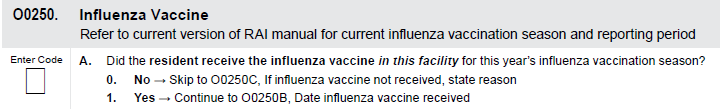 O0250. Influenza Vaccine
Refer to current version of RAI manual for current influenza vaccination season and reporting period
Enter Code A. Did the resident receive the influenza vaccine in this facility for this year's influenza vaccination season?
0. No → Skip to O0250C, If influenza vaccine not received, state reason
1. Yes → Continue to O0250B, Date influenza vaccine received